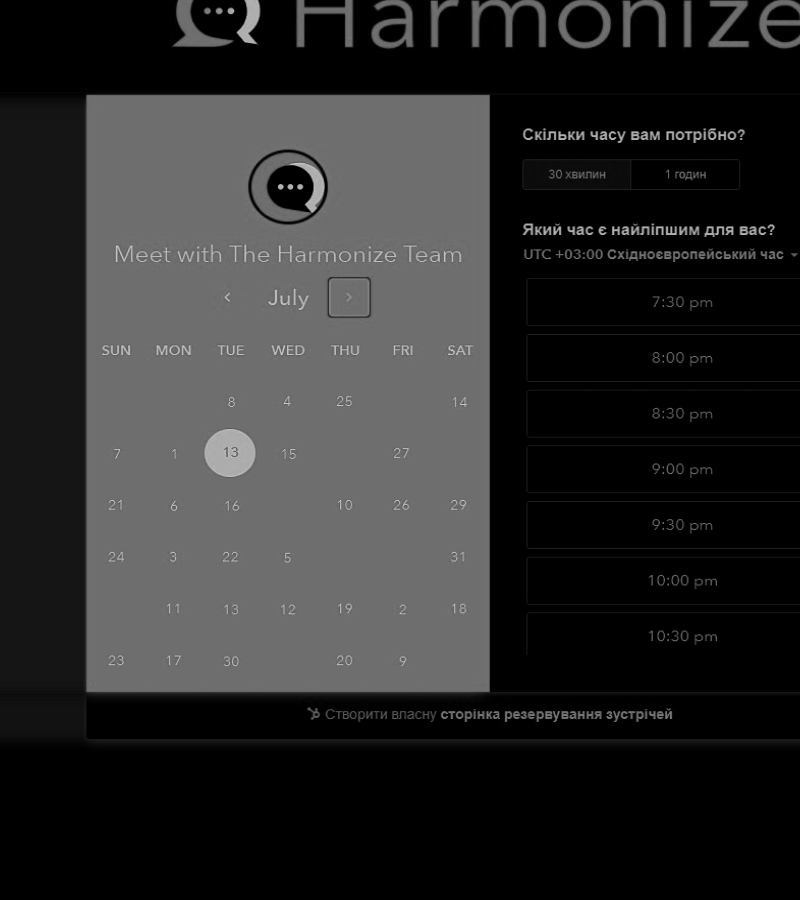 Harmonize
Meet with The Harmonize Team
July
SUN MON TUE WED THU FRI SAT
8 4 25 14
7 1 13 15 27
21 6 16 10 26 29
24 3 22 5 31
11 13 12 19 2 18
23 17 30 20 9
Скільки часу вам потрібно?
30 хвилин 1 годин
Який час є найліпшим для вас?
UTC +03:00 Східноєвропейський час
7:30 pm
8:00 pm
8:30 pm
9:00 pm
9:30 pm
10:00 pm
10:30 pm
Створити власну сторінка резервування зустрічей